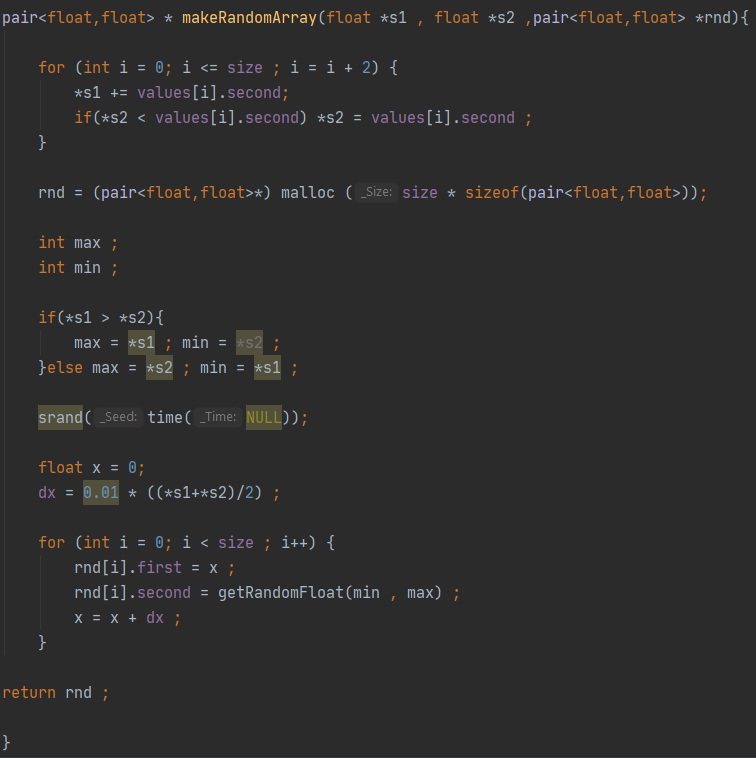 pair<float,float> * makeRandomArray(float *s1 , float *s2 ,pair<float,float> *rnd){
for (int i = 0; i <= size ; i = i + 2) {
*s1 += values[i].second;
if(*s2 < values[i].second) *s2 = values[i].second ;
}
rnd = (pair<float,float>*) malloc ( _Size: size * sizeof(pair<float,float>));
int max ;
int min ;
if(*s1 > *s2){
max = *s1 ; min = *s2 ;
}else max = *s2 ; min = *s1 ;
srand( _Seed: time( _Time: NULL));
float x = 0;
dx = 0.01 * ((*s1+*s2)/2) ;
for (int i = 0; i < size ; i++) {
rnd[i].first = x ;
rnd[i].second = getRandomFloat(min , max) ;
x = x + dx ;
}
return rnd ;
}